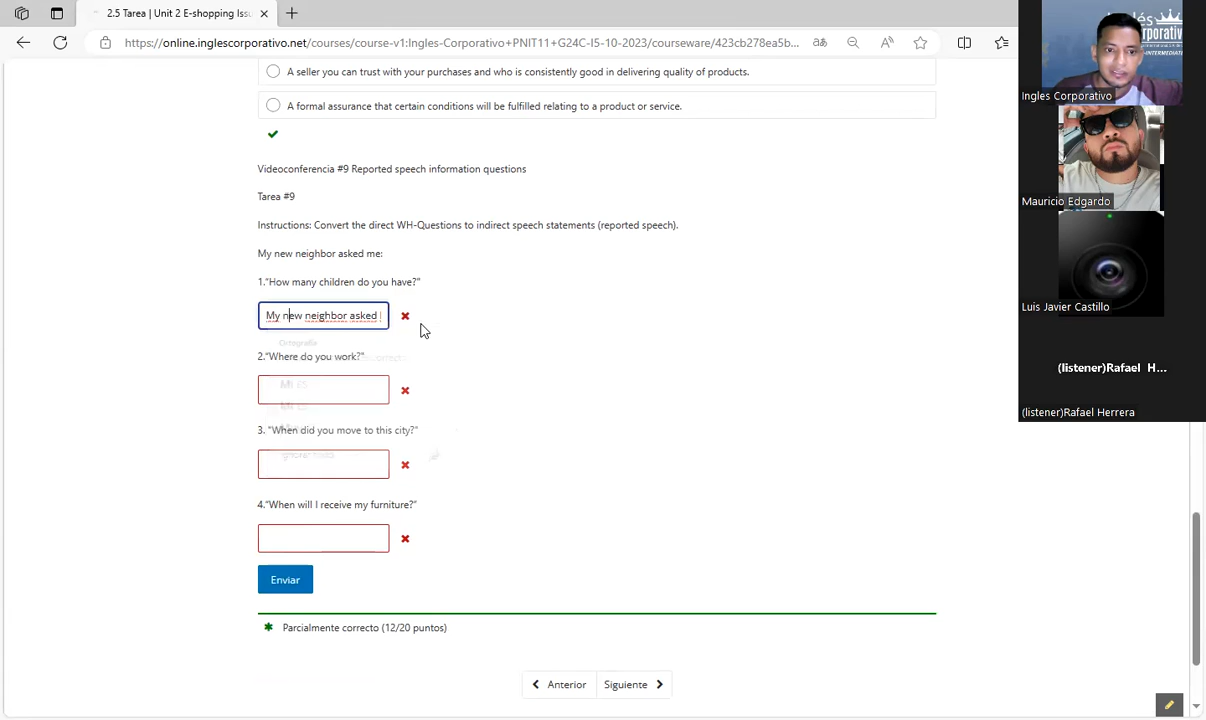 2.5 Tarea | Unit 2 E-shopping Issu
https://online.inglescorporativo.net/courses/course-v1:Ingles-Corporativo+PNIT11+G24C-I5-10-2023/courseware/423cb278ea5b...
A seller you can trust with your purchases and who is consistently good in delivering quality of products.
A formal assurance that certain conditions will be fulfilled relating to a product or service.
Videoconferencia #9 Reported speech information questions
Tarea #9
Instructions: Convert the direct WH-Questions to indirect speech statements (reported speech).
My new neighbor asked me:
1."How many children do you have?"
My new neighbor asked
Ortografía
2."Where do you work?"
3. "When did you move to this city?"
4."When will I receive my furniture?"
Enviar
Parcialmente correcto (12/20 puntos)
Anterior
Siguiente
Ingles Corporativo
Mauricio Edgardo
Luis Javier Castillo
(listener)Rafael H...
(listener)Rafael Herrera